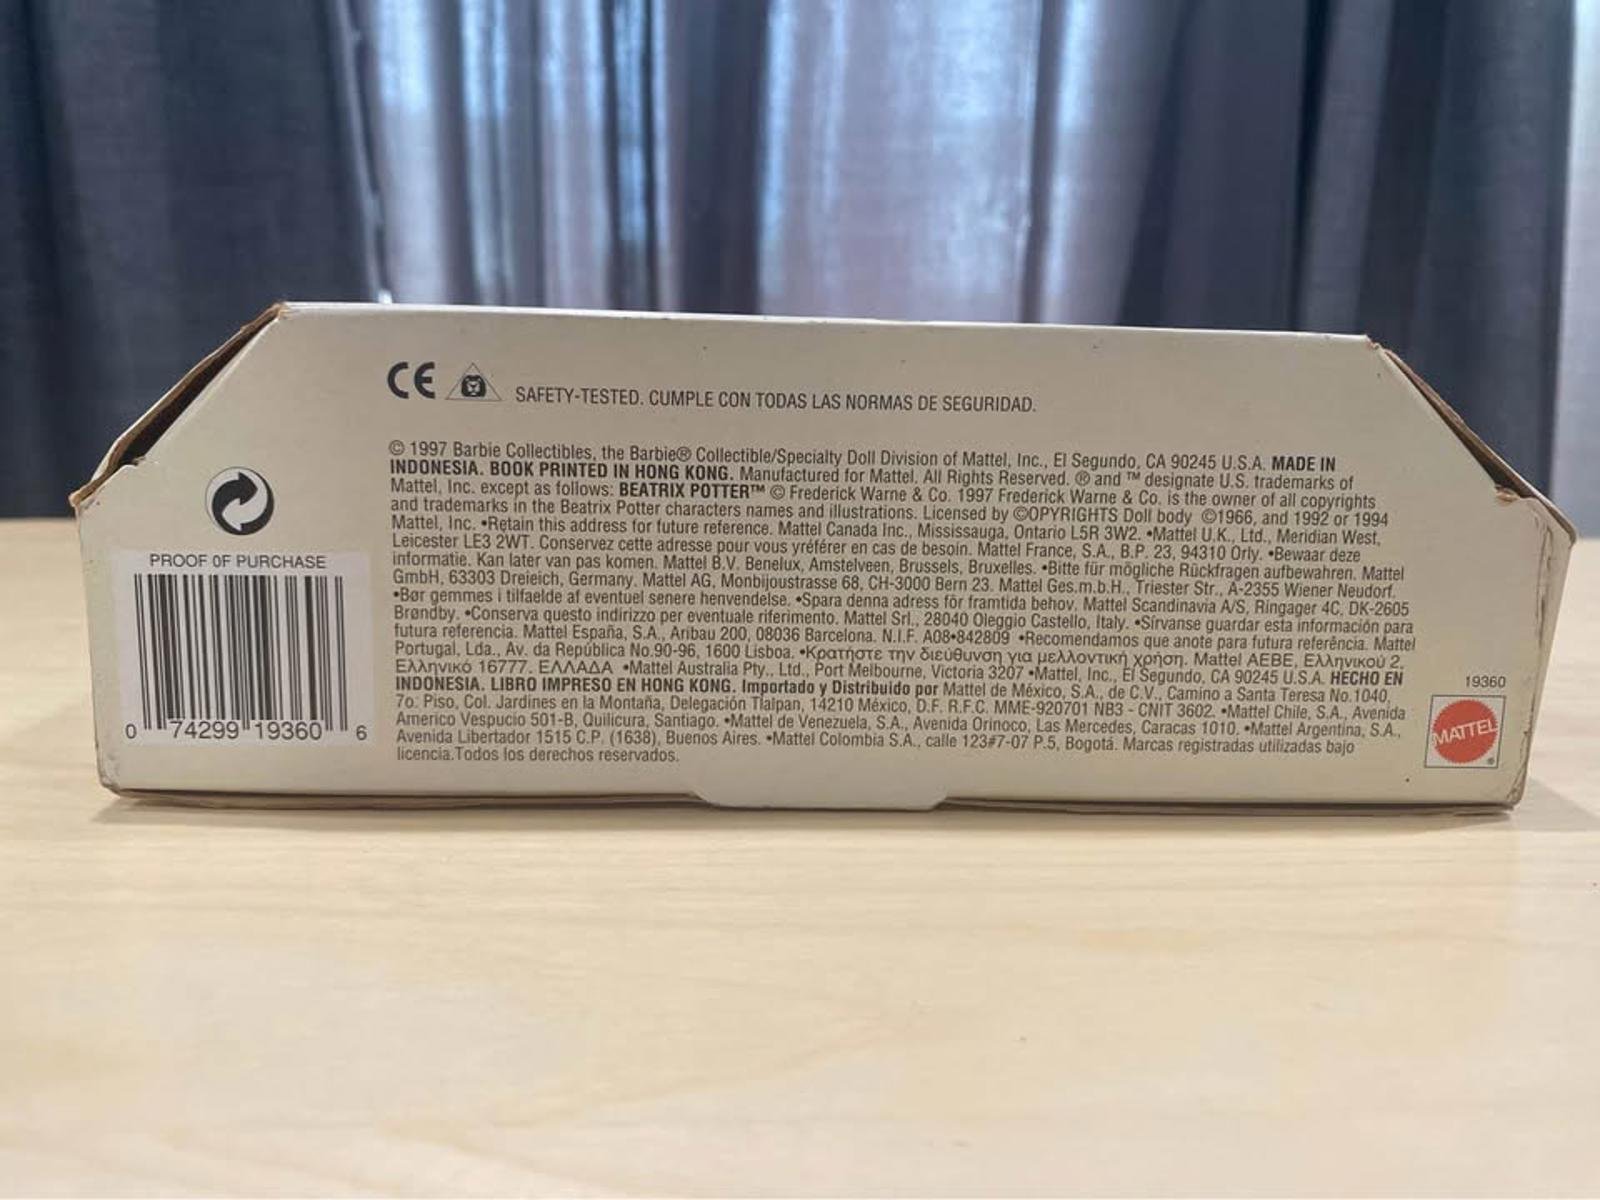 CE
SAFETY-TESTED. CUMPLE CON TODAS LAS NORMAS DE SEGURIDAD.
© 1997 Barbie Collectibles, the Barbie® Collectible/Specialty Doll Division of Mattel, Inc., El Segundo, CA 90245 U.S.A. MADE IN
INDONESIA. BOOK PRINTED IN HONG KONG. Manufactured for Mattel. All Rights Reserved. ® and ™ designate U.S. trademarks of
Mattel, Inc. except as follows: BEATRIX POTTER™ © Frederick Warne & Co. 1997 Frederick Warne & Co. is the owner of all copyrights
and trademarks in the Beatrix Potter characters names and illustrations. Licensed by ©OPYRIGHTS Doll body ©1966, and 1992 or 1994
Mattel, Inc. •Retain this address for future reference. Mattel Canada Inc., Mississauga, Ontario L5R 3W2. •Mattel U.K., Ltd., Meridian West,
Leicester LE3 2WT. Conservez cette adresse pour vous yréférer en cas de besoin. Mattel France, S.A., B.P. 23, 94310 Orly. •Bewaar deze
informatie. Kan later van pas komen. Mattel B.V. Benelux, Amstelveen, Brussels, Bruxelles. •Bitte für mögliche Rückfragen aufbewahren. Mattel
GmbH, 63303 Dreieich, Germany. Mattel AG, Monbijoustrasse 68, CH-3000 Bern 23. Mattel Ges.m.b.H., Triester Str., A-2355 Wiener Neudorf.
•Bør gemmes i tilfaelde af eventuel senere henvendelse. •Spara denna adress för framtida behov. Mattel Scandinavia A/S, Ringager 4C, DK-2605
Brøndby. •Conserva questo indirizzo per eventuale riferimento. Mattel Srl., 28040 Oleggio Castello, Italy. •Sírvanse guardar esta información para
futura referencia. Mattel España, S.A., Aribau 200, 08036 Barcelona. N.I.F. A08•842809 •Recomendamos que anote para futura referência. Mattel
Portugal, Lda., Av. da República No.90-96, 1600 Lisboa. •Κρατήστε την διεύθυνση για μελλοντική χρήση. Mattel ΑΕΒΕ, Ελληνικού 2,
Ελληνικό 16777. ΕΛΛΑΔΑ •Mattel Australia Pty., Ltd., Port Melbourne, Victoria 3207 •Mattel, Inc., El Segundo, CA 90245 U.S.A. HECHO EN
INDONESIA. LIBRO IMPRESO EN HONG KONG. Importado y Distribuido por Mattel de México, S.A., de C.V., Camino a Santa Teresa No.1040,
7o: Piso, Col. Jardines en la Montaña, Delegación Tlalpan, 14210 México, D.F. R.F.C. MME-920701 NB3 - CNIT 3602. •Mattel Chile, S.A., Avenida
Americo Vespucio 501-B, Quilicura, Santiago. •Mattel de Venezuela, S.A., Avenida Orinoco, Las Mercedes, Caracas 1010. •Mattel Argentina, S.A.,
Avenida Libertador 1515 C.P. (1638), Buenos Aires. •Mattel Colombia S.A., calle 123#7-07 P.5, Bogotá. Marcas registradas utilizadas bajo
licencia.Todos los derechos reservados.
PROOF OF PURCHASE
0 74299 19360 6
19360
MATTEL
®